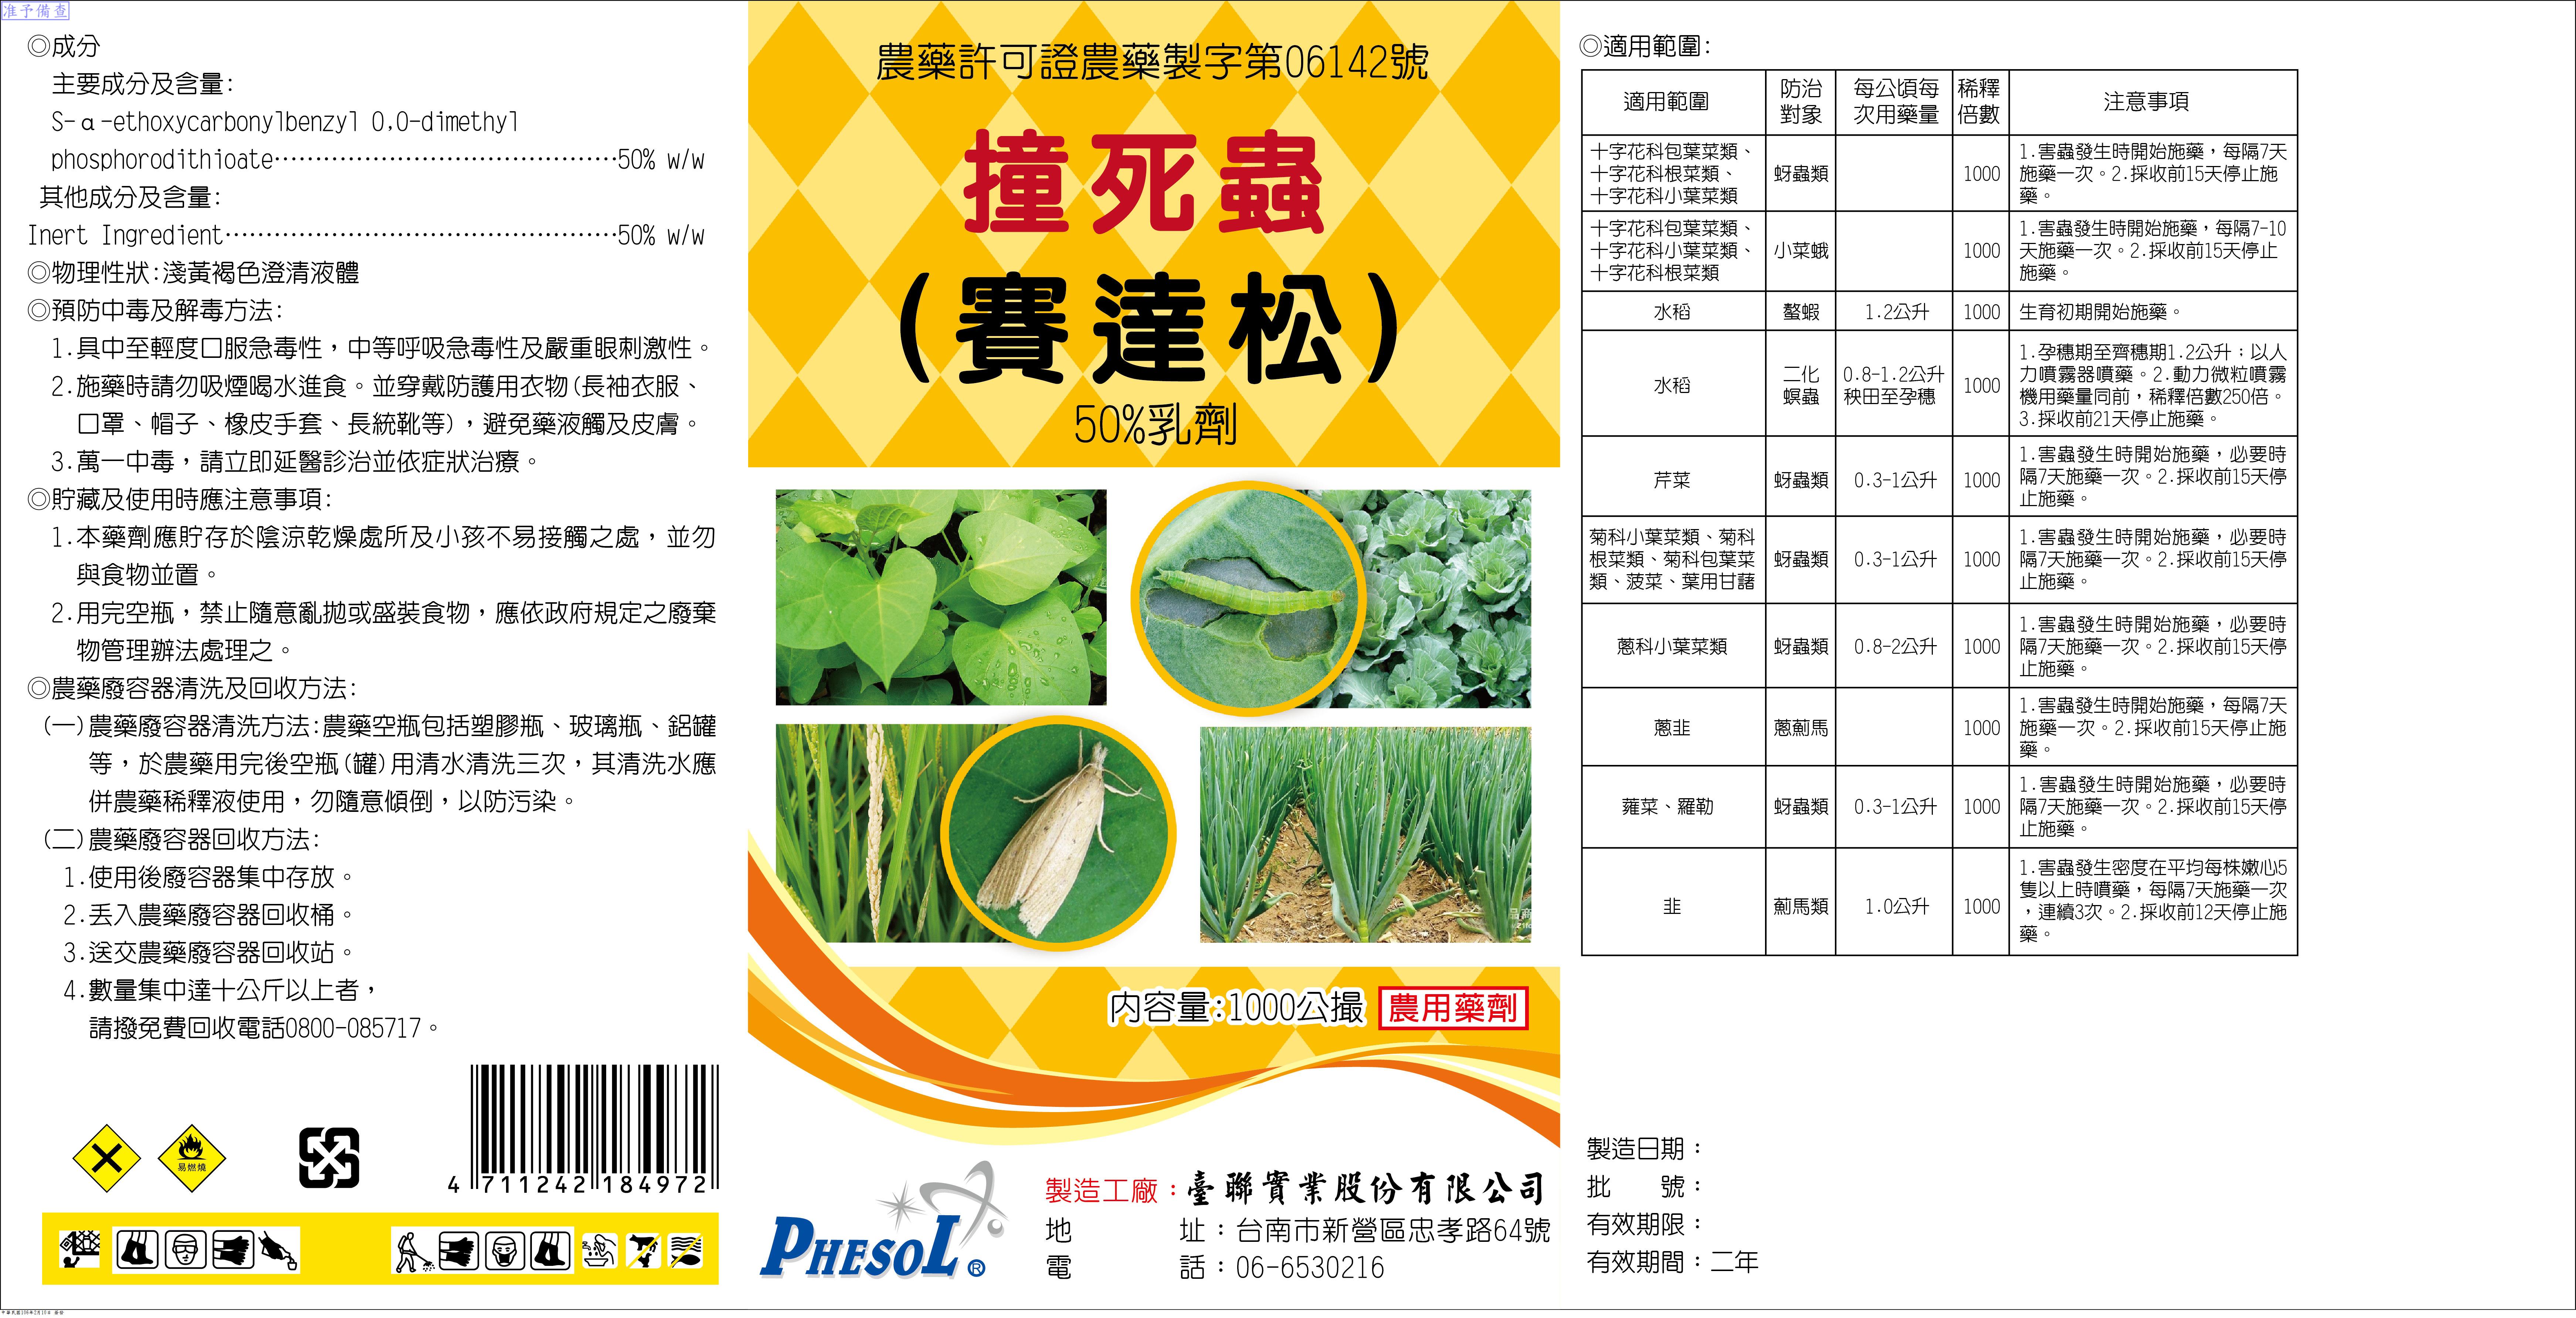 准予備查
◎成分
主要成分及含量:
S-α-ethoxycarbonylbenzyl O,O-dimethyl
phosphorodithioate……………………………………50% w/w
其他成分及含量:
Inert Ingredient…………………………………………50% w/w
◎物理性狀:淺黃褐色澄清液體
◎預防中毒及解毒方法:
1.具中至輕度口服急毒性，中等呼吸急毒性及嚴重眼刺激性。
2.施藥時請勿吸煙喝水進食。並穿戴防護用衣物(長袖衣服、
口罩、帽子、橡皮手套、長統靴等)，避免藥液觸及皮膚。
3.萬一中毒，請立即延醫診治並依症狀治療。
◎貯藏及使用時應注意事項:
1.本藥劑應貯存於陰涼乾燥處所及小孩不易接觸之處，並勿
與食物並置。
2.用完空瓶，禁止隨意亂拋或盛裝食物，應依政府規定之廢棄
物管理辦法處理之。
◎農藥廢容器清洗及回收方法:
(一)農藥廢容器清洗方法:農藥空瓶包括塑膠瓶、玻璃瓶、鋁罐
等，於農藥用完後空瓶(罐)用清水清洗三次，其清洗水應
併農藥稀釋液使用，勿隨意傾倒，以防污染。
(二)農藥廢容器回收方法:
1.使用後廢容器集中存放。
2.丟入農藥廢容器回收桶。
3.送交農藥廢容器回收站。
4.數量集中達十公斤以上者，
請撥免費回收電話0800-085717。
易燃燒
4 711242 184972
農藥許可證農藥製字第06142號
撞死蟲
(賽達松)
50%乳劑
內容量:1000公撮
農用藥劑
PHESOL®
製造工廠：臺聯實業股份有限公司
地 址：台南市新營區忠孝路64號
電 話：06-6530216
◎適用範圍:
適用範圍 防治對象 每公頃每次用藥量 稀釋倍數 注意事項
十字花科包葉菜類、
十字花科根菜類、
十字花科小葉菜類
蚜蟲類
1000
1.害蟲發生時開始施藥，每隔7天
施藥一次。2.採收前15天停止施
藥。
十字花科包葉菜類、
十字花科小葉菜類、
十字花科根菜類
小菜蛾
1000
1.害蟲發生時開始施藥，每隔7-10
天施藥一次。2.採收前15天停止
施藥。
水稻 螯蝦 1.2公升 1000 生育初期開始施藥。
水稻
二化
螟蟲
0.8-1.2公升
秧田至孕穗
1000
1.孕穗期至齊穗期1.2公升；以人
力噴霧器噴藥。2.動力微粒噴霧
機用藥量同前，稀釋倍數250倍。
3.採收前21天停止施藥。
芹菜 蚜蟲類 0.3-1公升 1000
1.害蟲發生時開始施藥，必要時
隔7天施藥一次。2.採收前15天停
止施藥。
菊科小葉菜類、菊科
根菜類、菊科包葉菜
類、菠菜、葉用甘藷
蚜蟲類 0.3-1公升 1000
1.害蟲發生時開始施藥，必要時
隔7天施藥一次。2.採收前15天停
止施藥。
蔥科小葉菜類 蚜蟲類 0.8-2公升 1000
1.害蟲發生時開始施藥，必要時
隔7天施藥一次。2.採收前15天停
止施藥。
蔥韭 蔥薊馬 1000
1.害蟲發生時開始施藥，每隔7天
施藥一次。2.採收前15天停止施
藥。
蕹菜、羅勒 蚜蟲類 0.3-1公升 1000
1.害蟲發生時開始施藥，必要時
隔7天施藥一次。2.採收前15天停
止施藥。
韭 薊馬類 1.0公升 1000
1.害蟲發生密度在平均每株嫩心5
隻以上時噴藥，每隔7天施藥一次
，連續3次。2.採收前12天停止施
藥。
製造日期：
批 號：
有效期限：
有效期間：二年